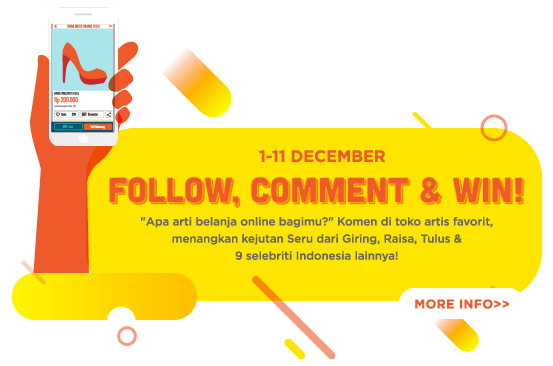 Rp 200,000
1-11 DECEMBER
FOLLOW, COMMENT & WIN!
"Apa arti belanja online bagimu?" Komen di toko artis favorit,
menangkan kejutan Seru dari Giring, Raisa, Tulus &
9 selebriti Indonesia lainnya!
MORE INFO>>